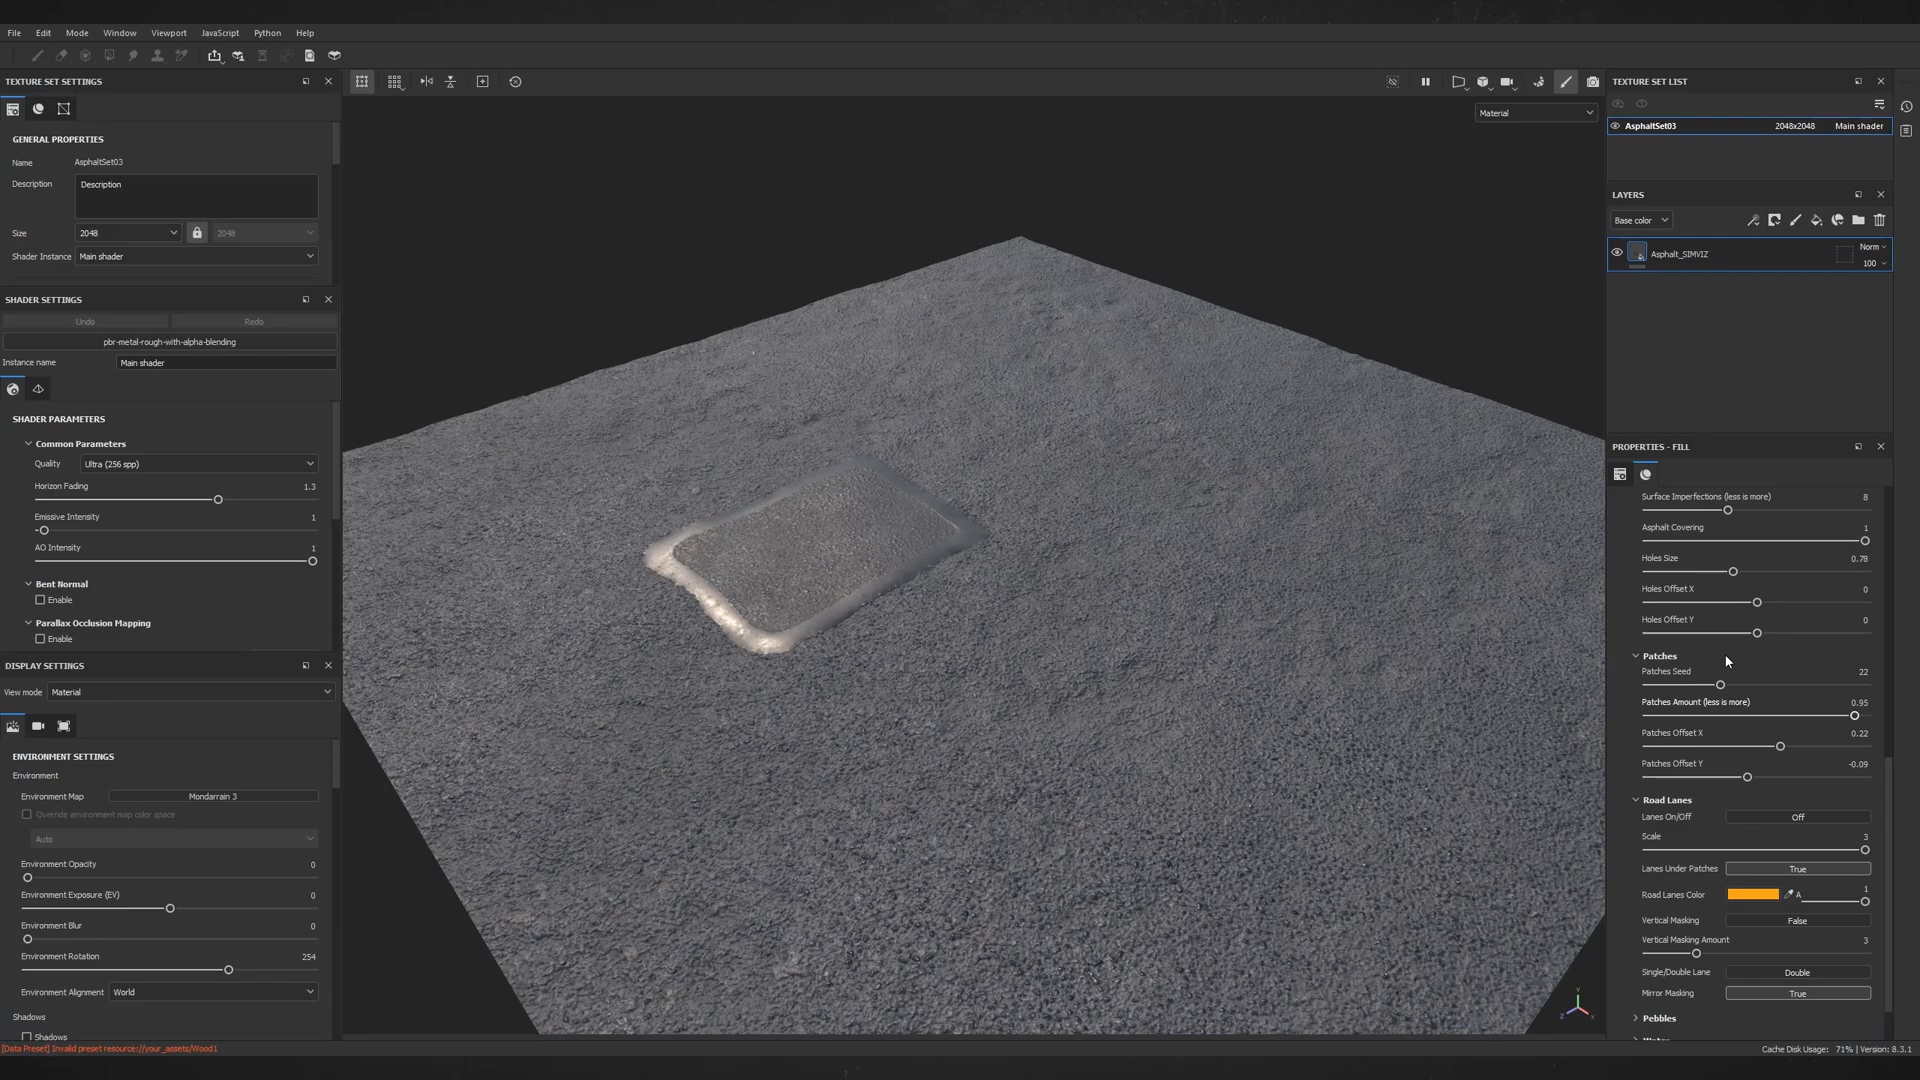 File Edit Mode Window Viewport JavaScript Python Help
TEXTURE SET SETTINGS
GENERAL PROPERTIES
Name AsphaltSet03
Description Description
Size 2048 2048
Shader Instance Main shader
SHADER SETTINGS
Undo Redo
pbr-metal-rough-with-alpha-blending
Instance name Main shader
SHADER PARAMETERS
Common Parameters
Quality Ultra (256 spp)
Horizon Fading 1.3
Emissive Intensity 1
AO Intensity 1
Bent Normal
Enable
Parallax Occlusion Mapping
Enable
DISPLAY SETTINGS
View mode Material
ENVIRONMENT SETTINGS
Environment
Environment Map Mondarrain 3
Override environment map color space
Auto
Environment Opacity 0
Environment Exposure (EV) 0
Environment Blur 0
Environment Rotation 254
Environment Alignment World
Shadows
Shadows
[Data Preset] Invalid preset resource://your_assets/Wood1
Material
Y
Z
X
TEXTURE SET LIST
AsphaltSet03 2048x2048 Main shader
LAYERS
Base color
Asphalt_SIMVIZ Norm
100
PROPERTIES - FILL
Surface Imperfections (less is more) 8
Asphalt Covering 1
Holes Size 0.78
Holes Offset X 0
Holes Offset Y 0
Patches
Patches Seed 22
Patches Amount (less is more) 0.95
Patches Offset X 0.22
Patches Offset Y -0.09
Road Lanes
Lanes On/Off Off
Scale 3
Lanes Under Patches True
Road Lanes Color A 1
Vertical Masking False
Vertical Masking Amount 3
Single/Double Lane Double
Mirror Masking True
Pebbles
Cache Disk Usage: 71% | Version: 8.3.1